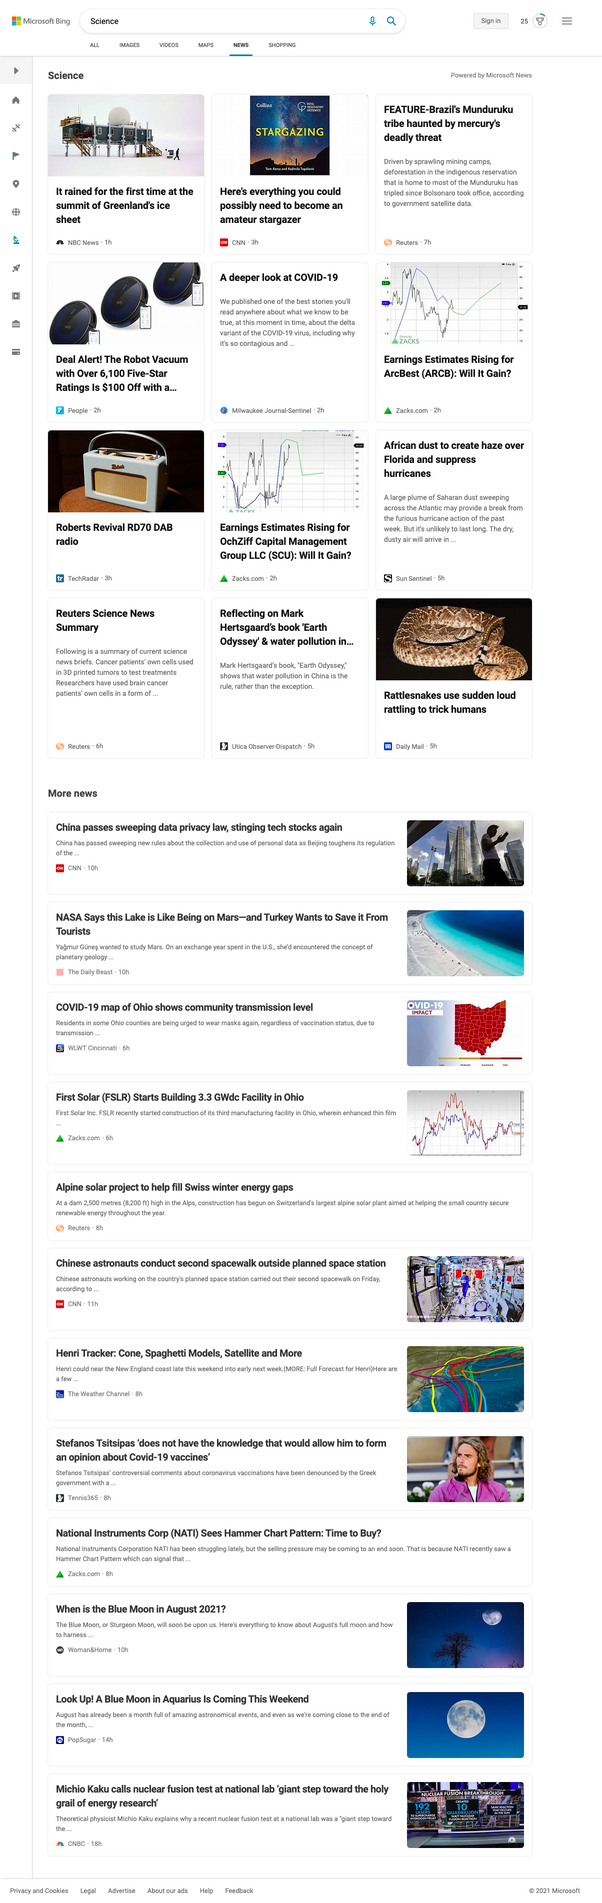 Microsoft Bing
Science
Sign in
25
ALL IMAGES VIDEOS MAPS NEWS SHOPPING
Science
Powered by Microsoft News
It rained for the first time at the
summit of Greenland's ice
sheet
NBC News · 1h
Collins
STARGAZING
Here's everything you could
possibly need to become an
amateur stargazer
CNN · 3h
FEATURE-Brazil's Munduruku
tribe haunted by mercury's
deadly threat
Driven by sprawling mining camps,
deforestation in the indigenous reservation
that is home to most of the Munduruku has
tripled since Bolsonaro took office, according
to government satellite data.
Reuters · 7h
Deal Alert! The Robot Vacuum
with Over 6,100 Five-Star
Ratings Is $100 Off with a...
People · 2h
A deeper look at COVID-19
We published one of the best stories you'll
read anywhere about what we know to be
true, at this moment in time, about the delta
variant of the COVID-19 virus, including why
it's so contagious and ...
Milwaukee Journal-Sentinel · 2h
ZACKS
Earnings Estimates Rising for
ArcBest (ARCB): Will It Gain?
Zacks.com · 2h
Roberts Revival RD70 DAB
radio
TechRadar · 3h
ZACKS
Earnings Estimates Rising for
OchZiff Capital Management
Group LLC (SCU): Will It Gain?
Zacks.com · 2h
African dust to create haze over
Florida and suppress
hurricanes
A large plume of Saharan dust sweeping
across the Atlantic may provide a break from
the furious hurricane action of the past
week. But it's unlikely to last long. The dry,
dusty air will arrive in ...
Sun Sentinel · 5h
Reuters Science News
Summary
Following is a summary of current science
news briefs. Cancer patients' own cells used
in 3D printed tumors to test treatments
Researchers have used brain cancer
patients' own cells in a form of ...
Reuters · 6h
Reflecting on Mark
Hertsgaard's book 'Earth
Odyssey' & water pollution in...
Mark Hertsgaard's book, "Earth Odyssey,"
shows that water pollution in China is the
rule, rather than the exception.
Utica Observer-Dispatch · 5h
Rattlesnakes use sudden loud
rattling to trick humans
Daily Mail · 5h
More news
China passes sweeping data privacy law, stinging tech stocks again
China has passed sweeping new rules about the collection and use of personal data as Beijing toughens its regulation
of the ...
CNN · 10h
NASA Says this Lake is Like Being on Mars—and Turkey Wants to Save it From
Tourists
Yağmur Güneş wanted to study Mars. On an exchange year spent in the U.S., she'd encountered the concept of
planetary geology ...
The Daily Beast · 10h
COVID-19 map of Ohio shows community transmission level
Residents in some Ohio counties are being urged to wear masks again, regardless of vaccination status, due to
transmission ...
WLWT Cincinnati · 6h
OVID-19
IMPACT
First Solar (FSLR) Starts Building 3.3 GWdc Facility in Ohio
First Solar Inc. FSLR recently started construction of its third manufacturing facility in Ohio, wherein enhanced thin film
...
Zacks.com · 6h
Alpine solar project to help fill Swiss winter energy gaps
At a dam 2,500 metres (8,200 ft) high in the Alps, construction has begun on Switzerland's largest alpine solar plant aimed at helping the small country secure
renewable energy throughout the year.
Reuters · 8h
Chinese astronauts conduct second spacewalk outside planned space station
Chinese astronauts working on the country's planned space station carried out their second spacewalk on Friday,
according to ...
CNN · 11h
Henri Tracker: Cone, Spaghetti Models, Satellite and More
Henri could near the New England coast late this weekend into early next week.(MORE: Full Forecast for Henri)Here are
a few ...
The Weather Channel · 8h
Stefanos Tsitsipas 'does not have the knowledge that would allow him to form
an opinion about Covid-19 vaccines'
Stefanos Tsitsipas' controversial comments about coronavirus vaccinations have been denounced by the Greek
government with a ...
Tennis365 · 8h
National Instruments Corp (NATI) Sees Hammer Chart Pattern: Time to Buy?
National Instruments Corporation NATI has been struggling lately, but the selling pressure may be coming to an end soon. That is because NATI recently saw a
Hammer Chart Pattern which can signal that ...
Zacks.com · 8h
When is the Blue Moon in August 2021?
The Blue Moon, or Sturgeon Moon, will soon be upon us. Here's everything to know about August's full moon and how
to harness ...
Woman&Home · 10h
Look Up! A Blue Moon in Aquarius Is Coming This Weekend
August has already been a month full of amazing astronomical events, and even as we're coming close to the end of
the month, ...
PopSugar · 14h
Michio Kaku calls nuclear fusion test at national lab 'giant step toward the holy
grail of energy research'
Theoretical physicist Michio Kaku explains why a recent nuclear fusion test at a national lab was a "giant step toward
the ...
CNBC · 18h
NUCLEAR FUSION BREAKTHROUGH
192
10
QUADRILLION
Privacy and Cookies Legal Advertise About our ads Help Feedback
© 2021 Microsoft